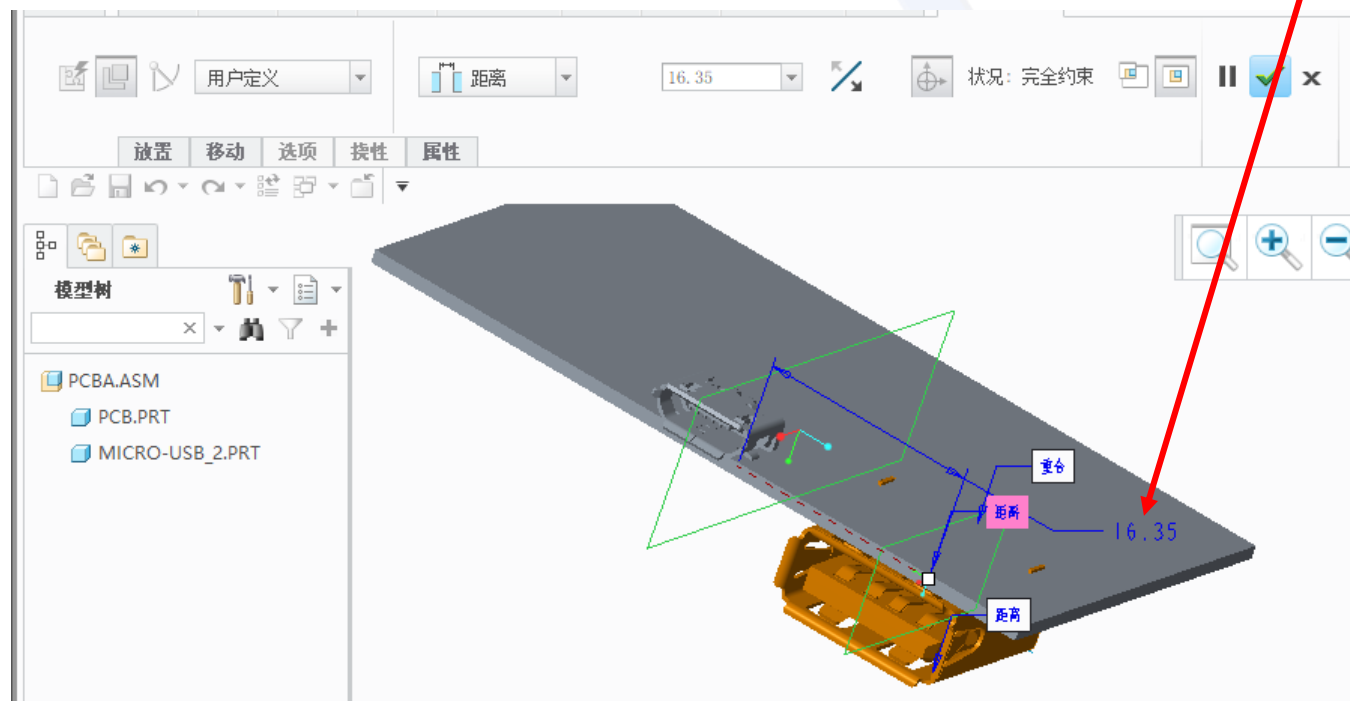 用户定义 距离 16.35 状况: 完全约束
放置 移动 选项 挠性 属性
模型树
PCBA.ASM
PCB.PRT
MICRO-USB_2.PRT
重合
距离
16.35
距离